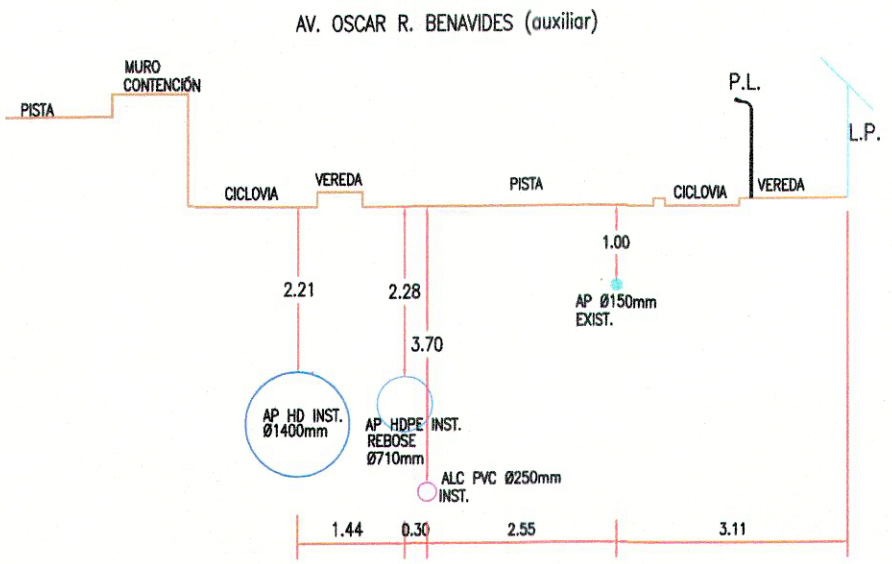 AV. OSCAR R. BENAVIDES (auxiliar)
MURO
CONTENCIÓN
PISTA
P.L.
L.P.
CICLOVIA
VEREDA
PISTA
CICLOVIA
VEREDA
1.00
2.21
2.28
AP Ø150mm
EXIST.
3.70
AP HD INST.
Ø1400mm
AP HDPE INST.
REBOSE
Ø710mm
ALC PVC Ø250mm
INST.
1.44
0.30
2.55
3.11